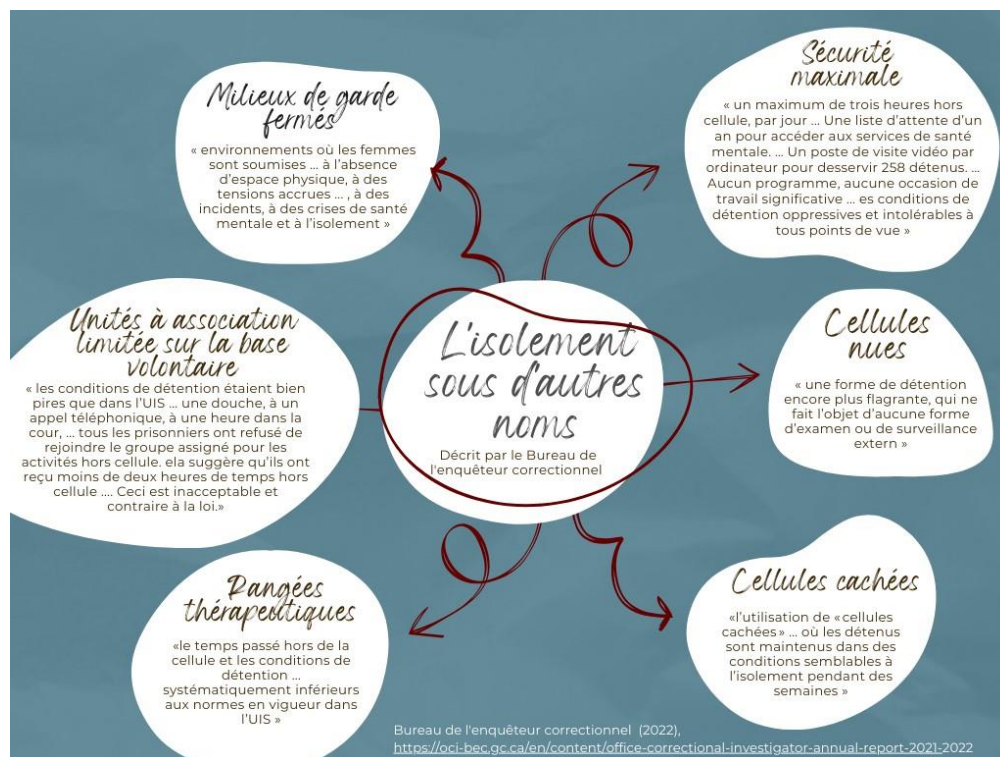 Milieux de garde
fermés
« environnements où les femmes
sont soumises ... à l'absence
d'espace physique, à des
tensions accrues ... , à des
incidents, à des crises de santé
mentale et à l'isolement »
Sécurité
maximale
« un maximum de trois heures hors
cellule, par jour ... Une liste d'attente d'un
an pour accéder aux services de santé
mentale. ... Un poste de visite vidéo par
ordinateur pour desservir 258 détenus. ...
Aucun programme, aucune occasion de
travail significative ... es conditions de
détention oppressives et intolérables à
tous points de vue »
Unités à association
limitée sur la base
volontaire
« les conditions de détention étaient bien
pires que dans l'UIS ... une douche, à un
appel téléphonique, à une heure dans la
cour, ... tous les prisonniers ont refusé de
rejoindre le groupe assigné pour les
activités hors cellule. ela suggère qu'ils ont
reçu moins de deux heures de temps hors
cellule .... Ceci est inacceptable et
contraire à la loi.»
L'isolement
sous d'autres
noms
Décrit par le Bureau de
l'enquêteur correctionnel
Cellules
nues
« une forme de détention
encore plus flagrante, qui ne
fait l'objet d'aucune forme
d'examen ou de surveillance
extern »
Rangées
thérapeutiques
«le temps passé hors de la
cellule et les conditions de
détention ...
systématiquement inférieurs
aux normes en vigueur dans
l'UIS »
Cellules cachées
«l'utilisation de «cellules
cachées» ... où les détenus
sont maintenus dans des
conditions semblables à
l'isolement pendant des
semaines »
Bureau de l'enquêteur correctionnel (2022),
https://oci-bec.gc.ca/en/content/office-correctional-investigator-annual-report-2021-2022